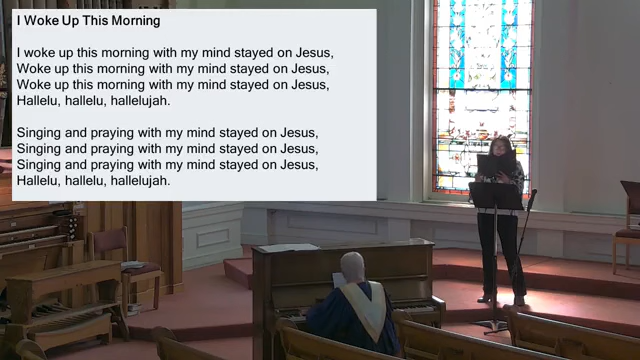 I Woke Up This Morning
I woke up this morning with my mind stayed on Jesus,
Woke up this morning with my mind stayed on Jesus,
Woke up this morning with my mind stayed on Jesus,
Hallelu, hallelu, hallelujah.
Singing and praying with my mind stayed on Jesus,
Singing and praying with my mind stayed on Jesus,
Singing and praying with my mind stayed on Jesus,
Hallelu, hallelu, hallelujah.